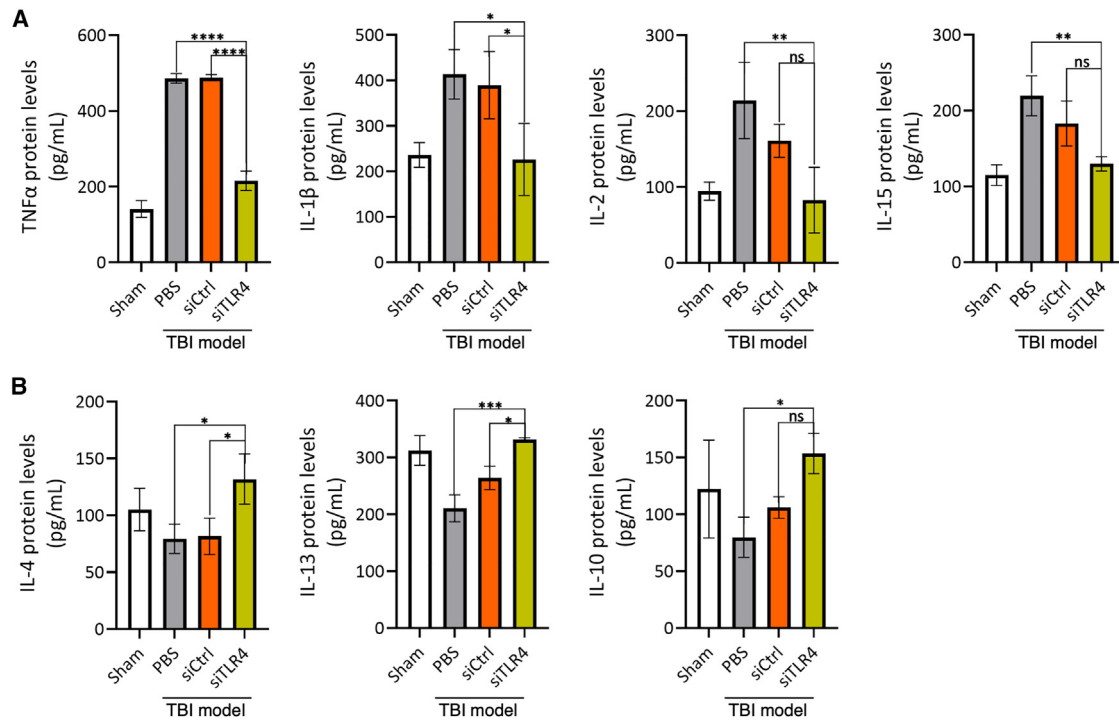 A
TNFα protein levels
(pg/mL)
600
400
200
0
****
****
Sham
PBS
siCtrl
siTLR4
TBI model
IL-1β protein levels
(pg/mL)
500
400
300
200
100
0
*
*
Sham
PBS
siCtrl
siTLR4
TBI model
IL-2 protein levels
(pg/mL)
300
200
100
0
**
ns
Sham
PBS
siCtrl
siTLR4
TBI model
IL-15 protein levels
(pg/mL)
300
200
100
0
**
ns
Sham
PBS
siCtrl
siTLR4
TBI model
B
IL-4 protein levels
(pg/mL)
200
150
100
50
0
*
*
Sham
PBS
siCtrl
siTLR4
TBI model
IL-13 protein levels
(pg/mL)
400
300
200
100
0
***
*
Sham
PBS
siCtrl
siTLR4
TBI model
IL-10 protein levels
(pg/mL)
200
150
100
50
0
*
ns
Sham
PBS
siCtrl
siTLR4
TBI model